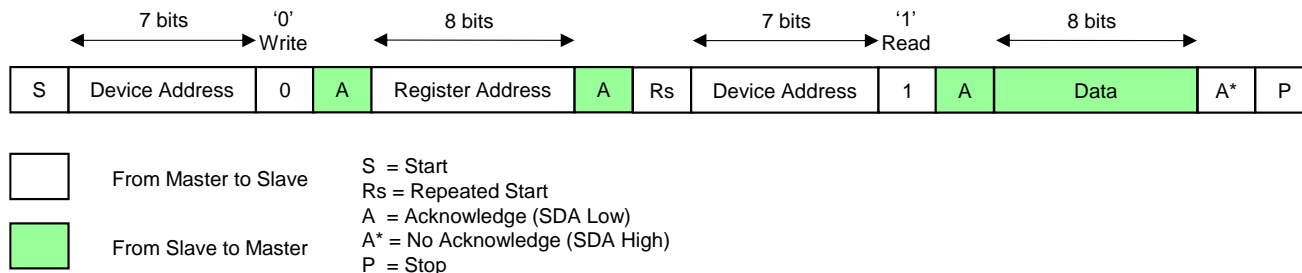 7 bits ‘0’ 8 bits 7 bits ‘1’ 8 bits
Write Read
S Device Address 0 A Register Address A Rs Device Address 1 A Data A* P
From Master to Slave
From Slave to Master
S = Start
Rs = Repeated Start
A = Acknowledge (SDA Low)
A* = No Acknowledge (SDA High)
P = Stop